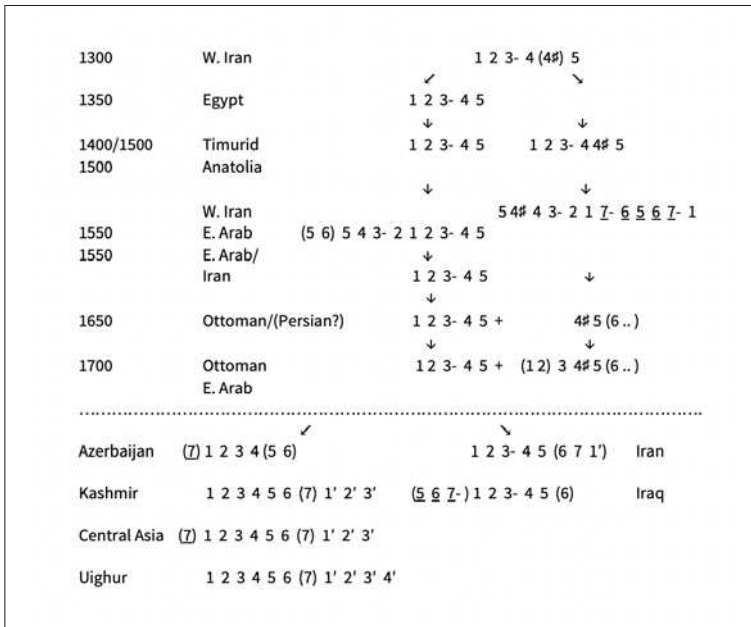 1300 W. Iran 1 2 3- 4 (4♯) 5
↙ ↘
1350 Egypt 1 2 3- 4 5
↓ ↓
1400/1500 Timurid 1 2 3- 4 5 1 2 3- 4 4♯ 5
1500 Anatolia
↓ ↓
W. Iran 5 4♯ 4 3- 2 1 7̲- 6̲ 5̲ 6̲ 7̲- 1
1550 E. Arab (5 6) 5 4 3- 2 1 2 3- 4 5
1550 E. Arab/ ↓
Iran 1 2 3- 4 5 ↓
↓
1650 Ottoman/(Persian?) 1 2 3- 4 5 + 4♯ 5 (6 ..)
↓ ↓
1700 Ottoman 1 2 3- 4 5 + (1 2) 3 4♯ 5 (6 ..)
E. Arab
↙ ↘
Azerbaijan (7̲) 1 2 3 4 (5 6) 1 2 3- 4 5 (6 7 1') Iran
Kashmir 1 2 3 4 5 6 (7) 1' 2' 3' (5̲ 6̲ 7̲-) 1 2 3- 4 5 (6) Iraq
Central Asia (7̲) 1 2 3 4 5 6 (7) 1' 2' 3'
Uighur 1 2 3 4 5 6 (7) 1' 2' 3' 4'